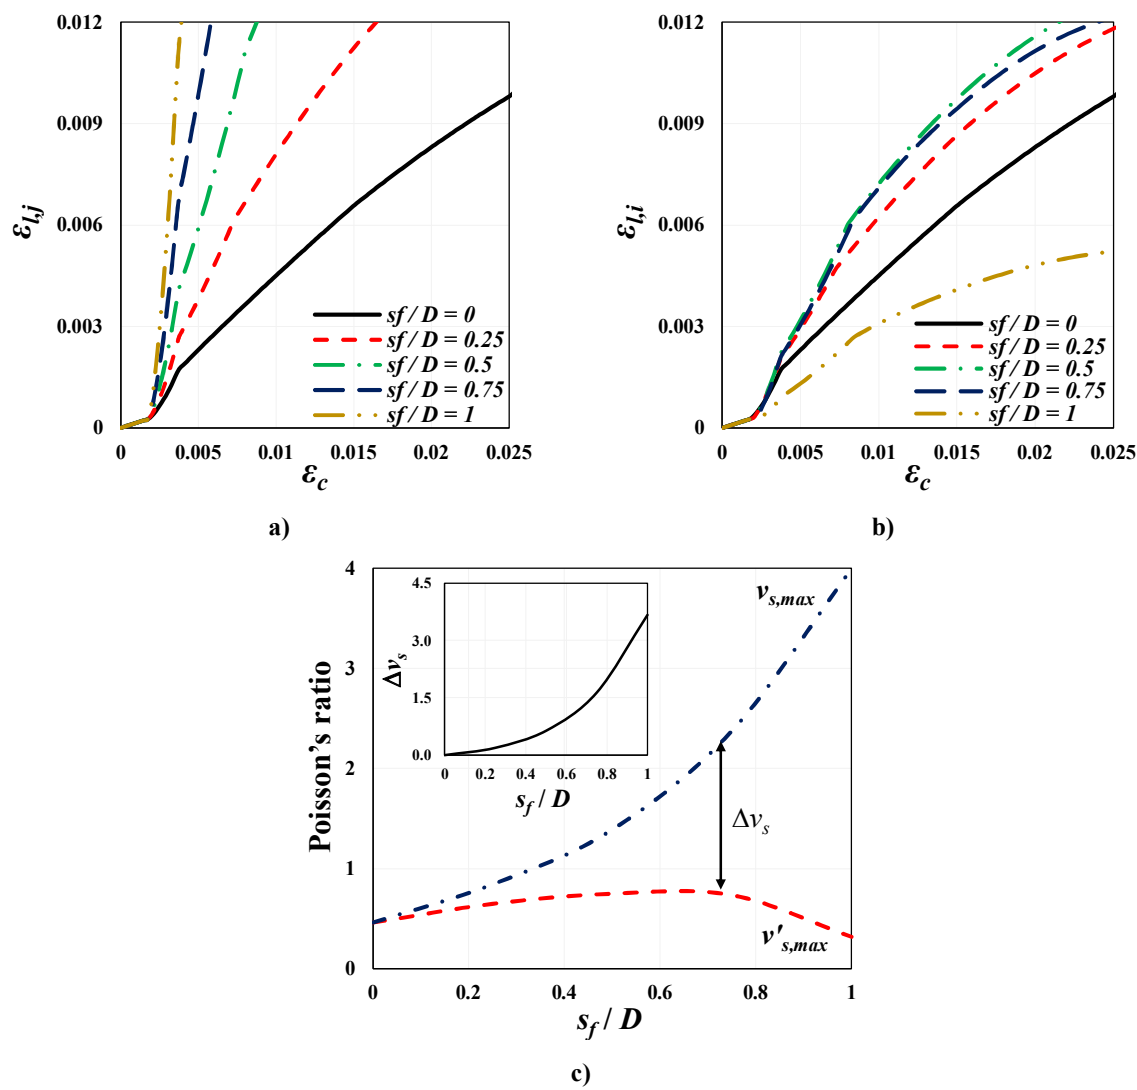 0.012
0.009
0.006
0.003
0
ε_{l,j}
sf / D = 0
sf / D = 0.25
sf / D = 0.5
sf / D = 0.75
sf / D = 1
0 0.005 0.01 0.015 0.02 0.025
ε_c
a)
0.012
0.009
0.006
0.003
0
ε_{l,i}
sf / D = 0
sf / D = 0.25
sf / D = 0.5
sf / D = 0.75
sf / D = 1
0 0.005 0.01 0.015 0.02 0.025
ε_c
b)
4
3
2
1
0
Poisson's ratio
4.5
3.0
1.5
0.0
Δv_s
0 0.2 0.4 0.6 0.8 1
s_f / D
v_{s,max}
Δv_s
v'_{s,max}
0 0.2 0.4 0.6 0.8 1
s_f / D
c)